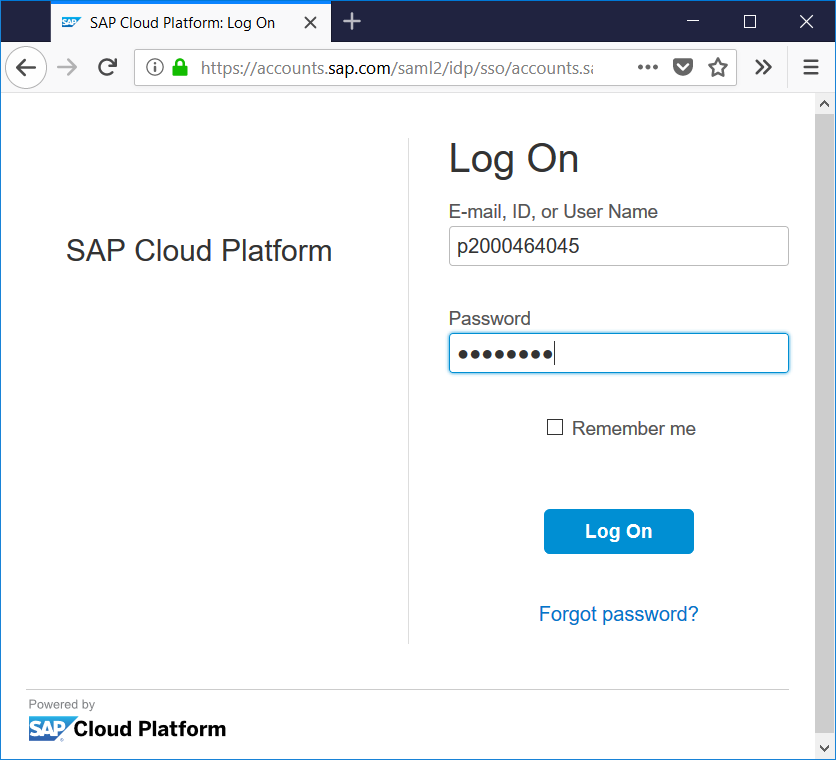 SAP Cloud Platform: Log On
https://accounts.sap.com/saml2/idp/sso/accounts.sa
Log On
E-mail, ID, or User Name
SAP Cloud Platform
p2000464045
Password
●●●●●●●●
Remember me
Log On
Forgot password?
Powered by
SAP Cloud Platform